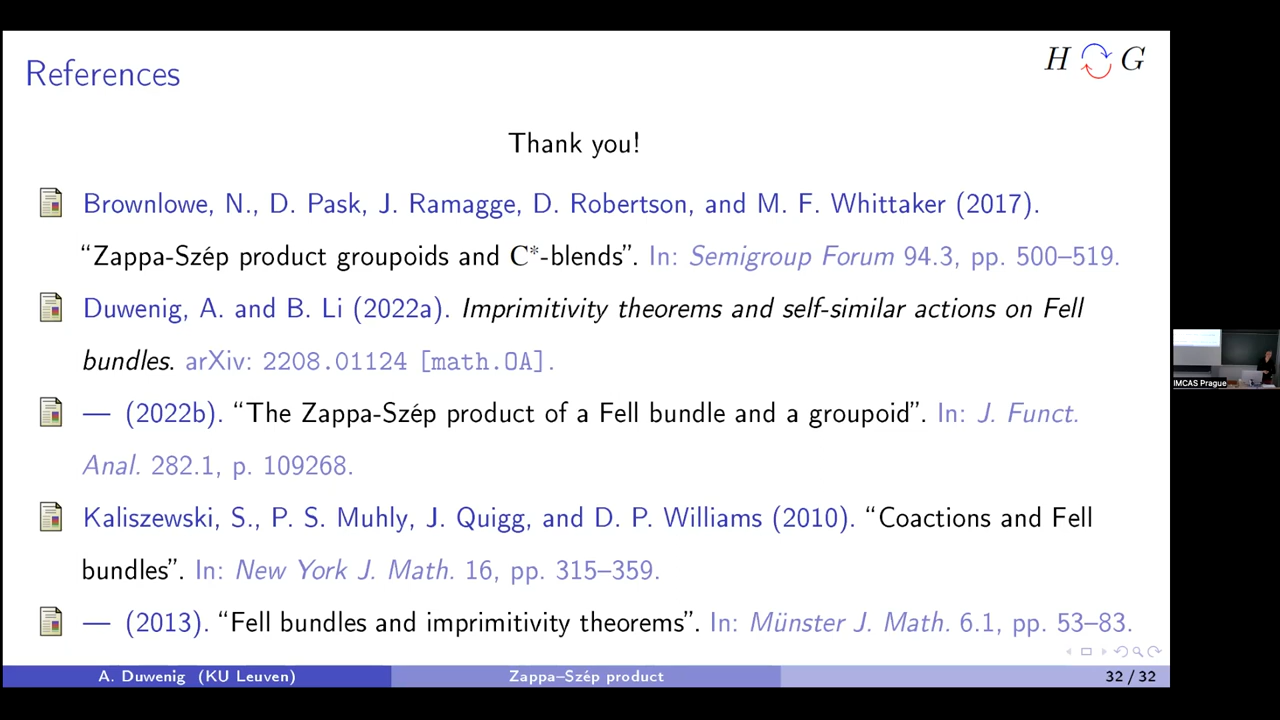 References
H G
Thank you!
Brownlowe, N., D. Pask, J. Ramagge, D. Robertson, and M. F. Whittaker (2017).
“Zappa-Szép product groupoids and C*-blends”. In: Semigroup Forum 94.3, pp. 500–519.
Duwenig, A. and B. Li (2022a). Imprimitivity theorems and self-similar actions on Fell
bundles. arXiv: 2208.01124 [math.OA].
— (2022b). “The Zappa-Szép product of a Fell bundle and a groupoid”. In: J. Funct.
Anal. 282.1, p. 109268.
Kaliszewski, S., P. S. Muhly, J. Quigg, and D. P. Williams (2010). “Coactions and Fell
bundles”. In: New York J. Math. 16, pp. 315–359.
— (2013). “Fell bundles and imprimitivity theorems”. In: Münster J. Math. 6.1, pp. 53–83.
A. Duwenig (KU Leuven) Zappa–Szép product 32 / 32
IMCAS Prague